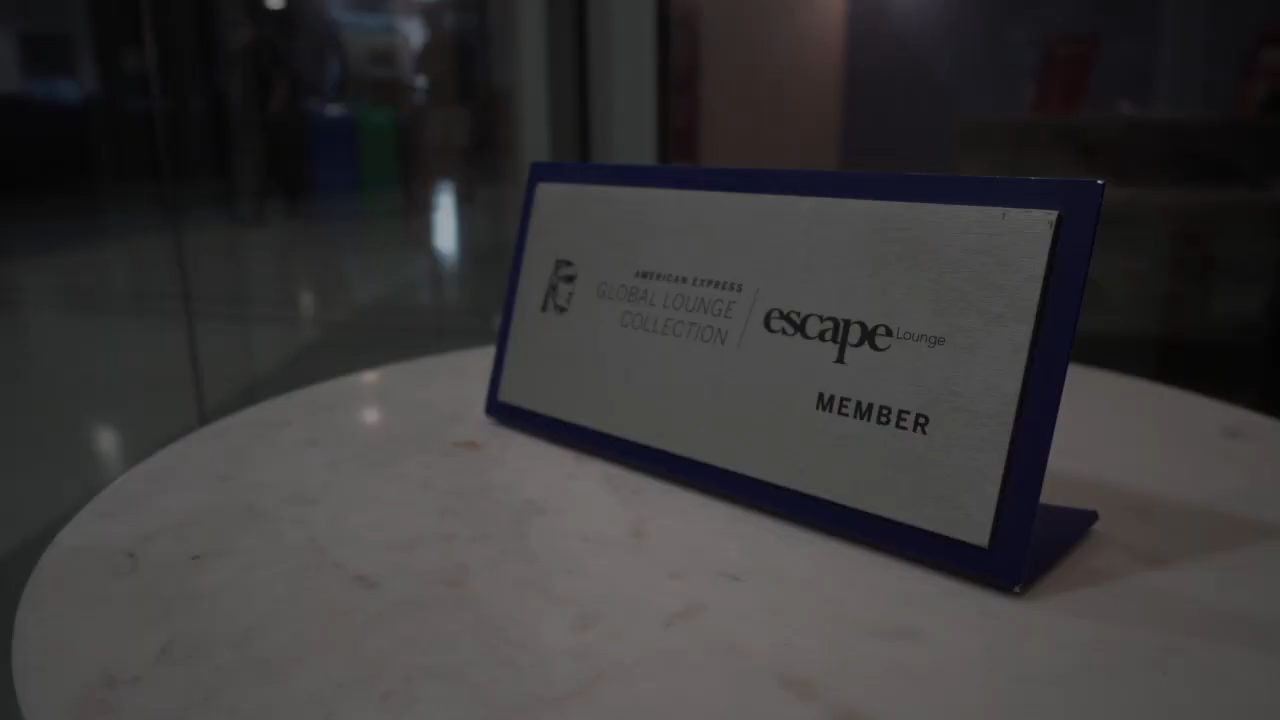 AMERICAN EXPRESS
GLOBAL LOUNGE
COLLECTION
escape Lounge
MEMBER